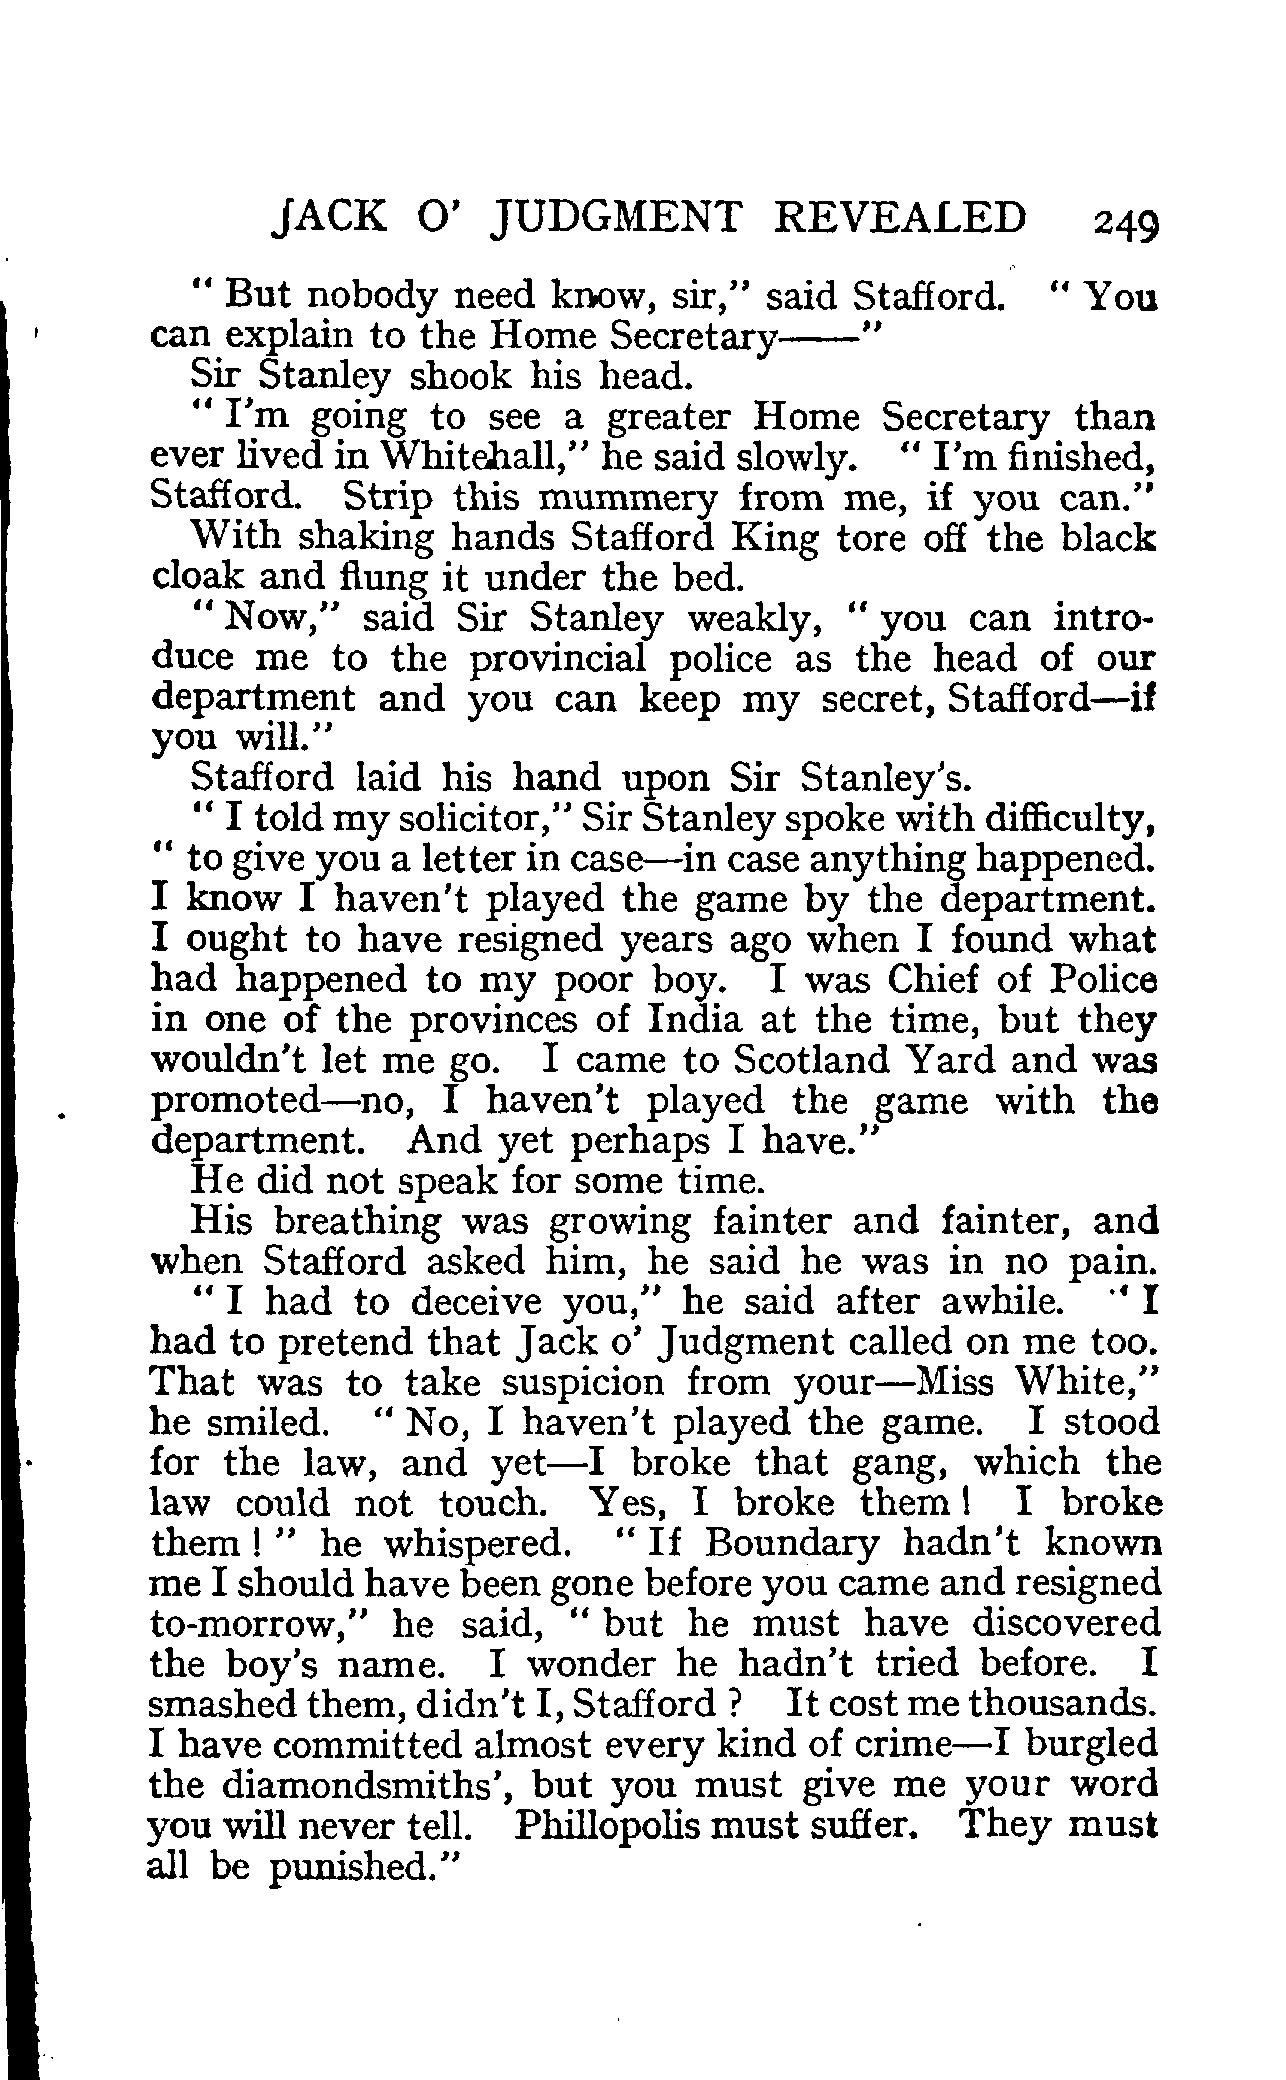 JACK O' JUDGMENT REVEALED 249
" But nobody need know, sir," said Stafford. " You
can explain to the Home Secretary——"
Sir Stanley shook his head.
" I'm going to see a greater Home Secretary than
ever lived in Whitehall," he said slowly. " I'm finished,
Stafford. Strip this mummery from me, if you can."
With shaking hands Stafford King tore off the black
cloak and flung it under the bed.
" Now," said Sir Stanley weakly, " you can intro-
duce me to the provincial police as the head of our
department and you can keep my secret, Stafford—if
you will."
Stafford laid his hand upon Sir Stanley's.
" I told my solicitor," Sir Stanley spoke with difficulty,
" to give you a letter in case—in case anything happened.
I know I haven't played the game by the department.
I ought to have resigned years ago when I found what
had happened to my poor boy. I was Chief of Police
in one of the provinces of India at the time, but they
wouldn't let me go. I came to Scotland Yard and was
promoted—no, I haven't played the game with the
department. And yet perhaps I have."
He did not speak for some time.
His breathing was growing fainter and fainter, and
when Stafford asked him, he said he was in no pain.
" I had to deceive you," he said after awhile. " I
had to pretend that Jack o' Judgment called on me too.
That was to take suspicion from your—Miss White,"
he smiled. " No, I haven't played the game. I stood
for the law, and yet—I broke that gang, which the
law could not touch. Yes, I broke them ! I broke
them ! " he whispered. " If Boundary hadn't known
me I should have been gone before you came and resigned
to-morrow," he said, " but he must have discovered
the boy's name. I wonder he hadn't tried before. I
smashed them, didn't I, Stafford ? It cost me thousands.
I have committed almost every kind of crime—I burgled
the diamondsmiths', but you must give me your word
you will never tell. Phillopolis must suffer. They must
all be punished."